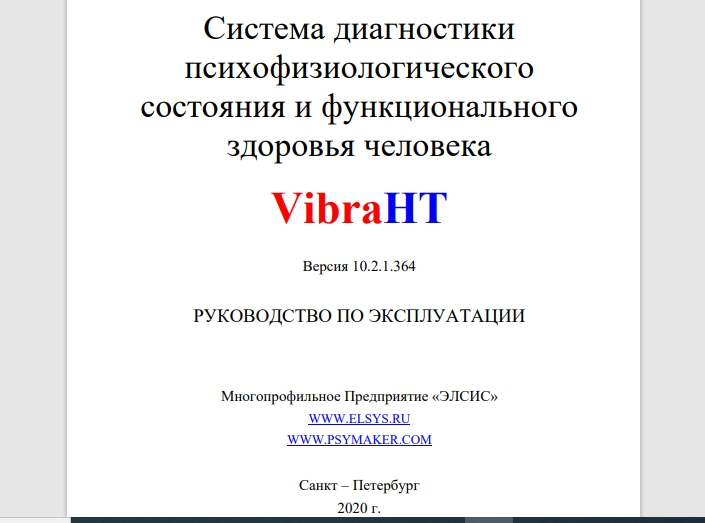 Система диагностики
психофизиологического
состояния и функционального
здоровья человека
VibraHT
Версия 10.2.1.364
РУКОВОДСТВО ПО ЭКСПЛУАТАЦИИ
Многопрофильное Предприятие «ЭЛСИС»
WWW.ELSYS.RU
WWW.PSYMAKER.COM
Санкт – Петербург
2020 г.